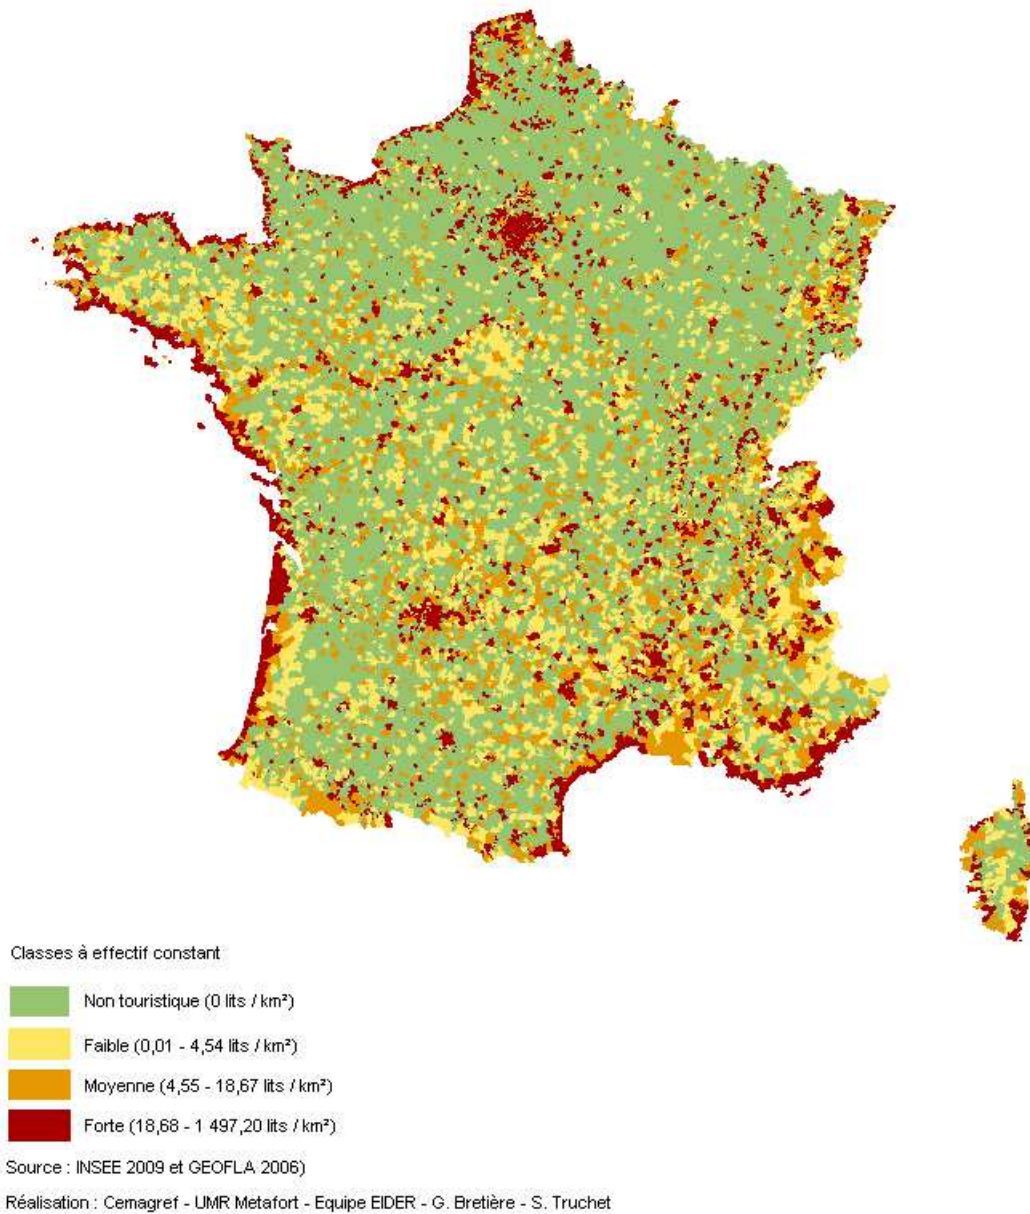 Classes à effectif constant
Non touristique (0 lits / km²)
Faible (0,01 - 4,54 lits / km²)
Moyenne (4,55 - 18,67 lits / km²)
Forte (18,68 - 1 497,20 lits / km²)
Source : INSEE 2009 et GEOFLA 2006)
Réalisation : Cemagref - UMR Metafort - Equipe EIDER - G. Bretière - S. Truchet